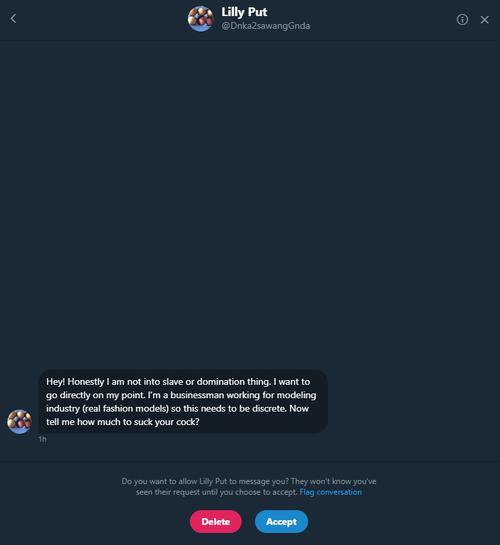 Lilly Put
@Dnka2sawangGnda
Hey! Honestly I am not into slave or domination thing. I want to
go directly on my point. I'm a businessman working for modeling
industry (real fashion models) so this needs to be discrete. Now
tell me how much to suck your cock?
1h
Do you want to allow Lilly Put to message you? They won't know you've
seen their request until you choose to accept. Flag conversation
Delete Accept